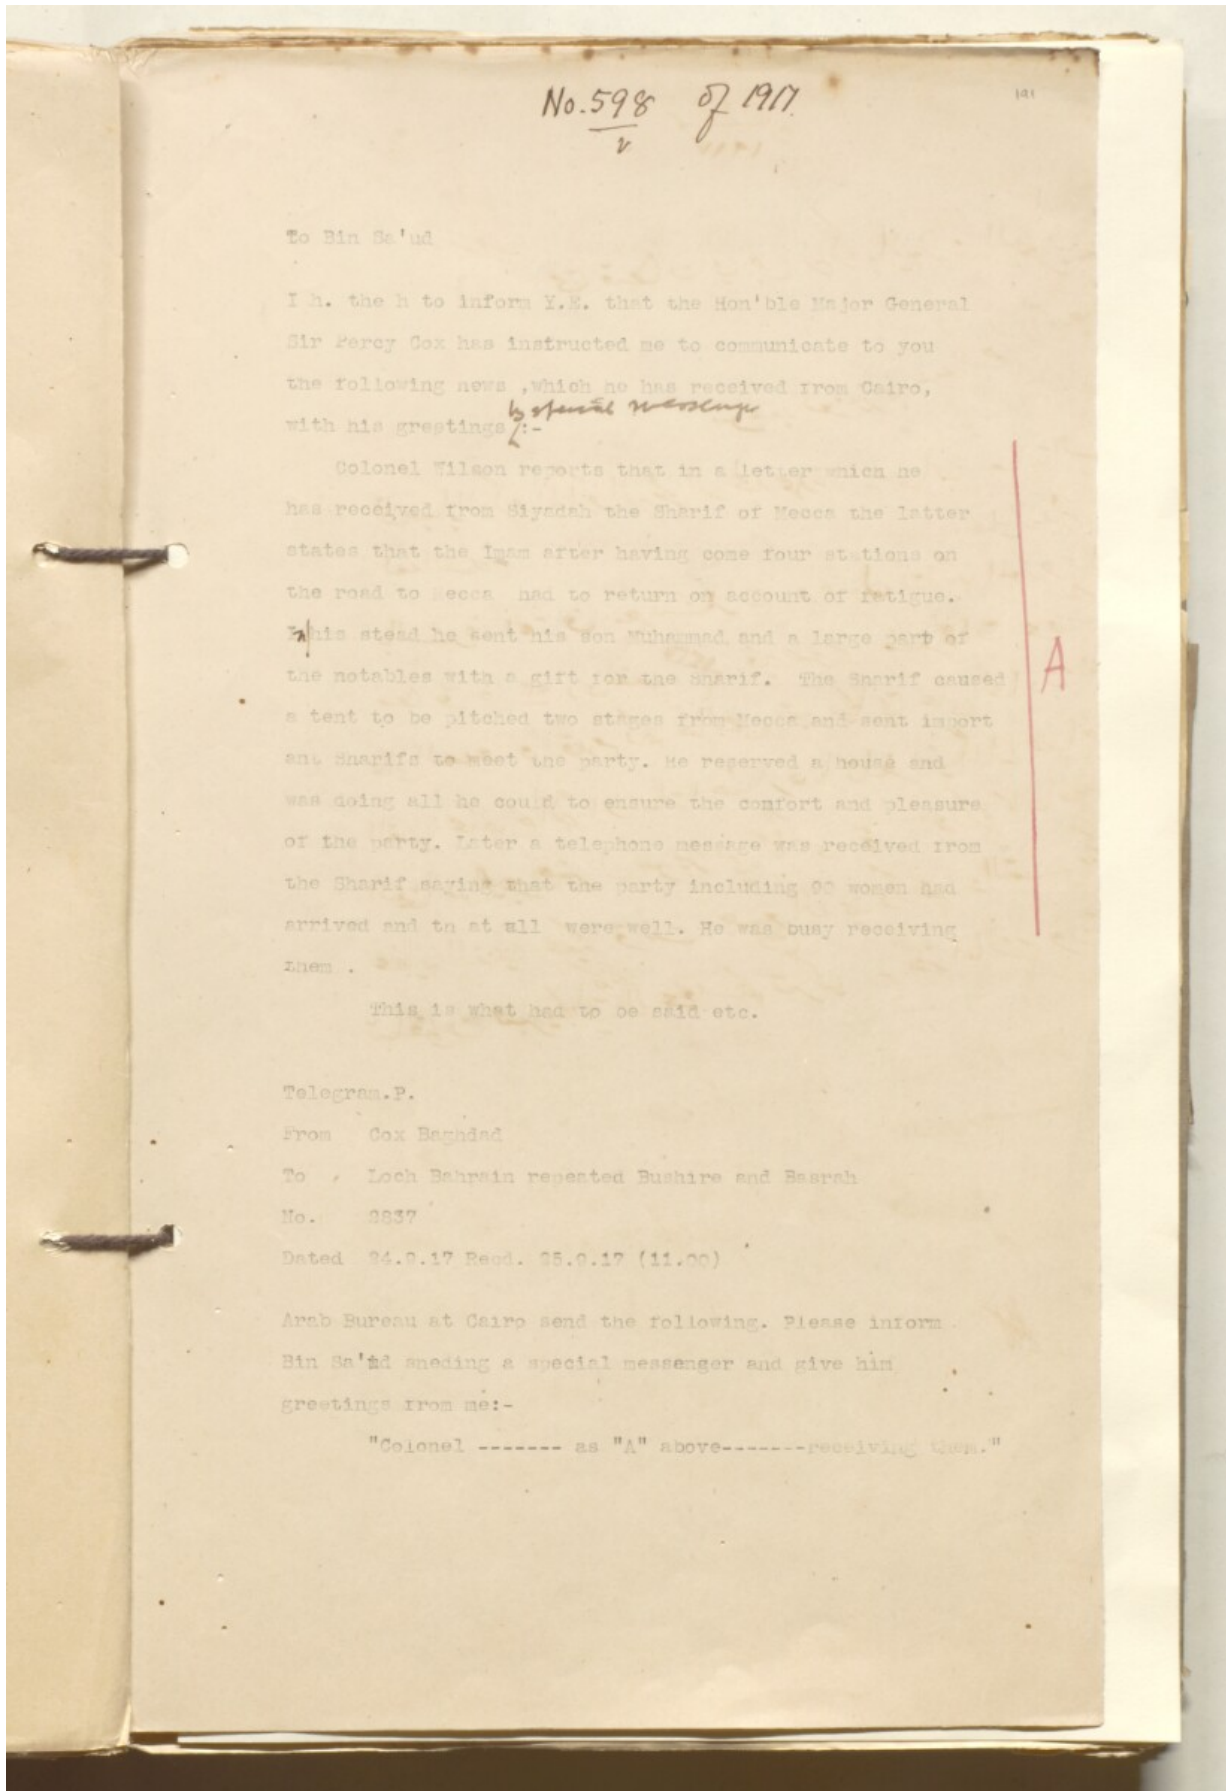 No. 598 of 1917.
v
191
To Bin Sa'ud
I h. the h to inform Y.E. that the Hon'ble Major General
Sir Percy Cox has instructed me to communicate to you
the following news ,which he has received from Cairo,
by special messenger
with his greetings/:-
Colonel Wilson reports that in a letter which he
has received from Siyadah the Sharif of Mecca the latter
states that the Imam after having come four stations on
the road to Mecca had to return on account of fatigue.
In/his stead he sent his son Muhammad and a large part of
the notables with a gift for the Sharif. The Sharif caused
A
a tent to be pitched two stages from Mecca and sent import
ant Sharifs to meet the party. He reserved a house and
was doing all he could to ensure the comfort and pleasure
of the party. Later a telephone message was received from
the Sharif saying that the party including 90 women had
arrived and th at all were well. He was busy receiving
them .
This is what had to be said etc.
Telegram.P.
From Cox Baghdad
To Loch Bahrain repeated Bushire and Basrah
No. 2837
Dated 24.9.17 Recd. 25.9.17 (11.00)
Arab Bureau at Cairo send the following. Please inform
Bin Sa'ud sneding a special messenger and give him
greetings from me:-
"Colonel ------- as "A" above-------receiving them."